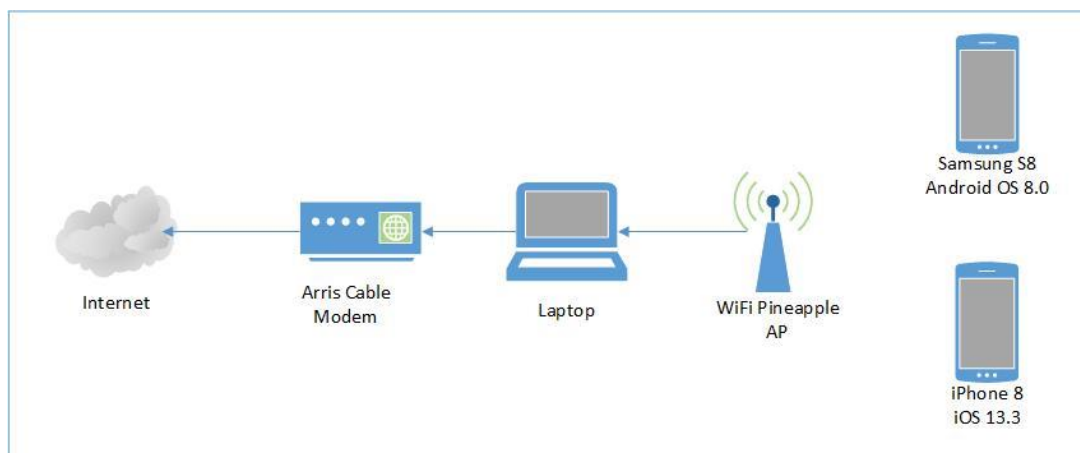 Samsung S8
Android OS 8.0
Internet
Arris Cable
Modem
Laptop
WiFi Pineapple
AP
iPhone 8
iOS 13.3